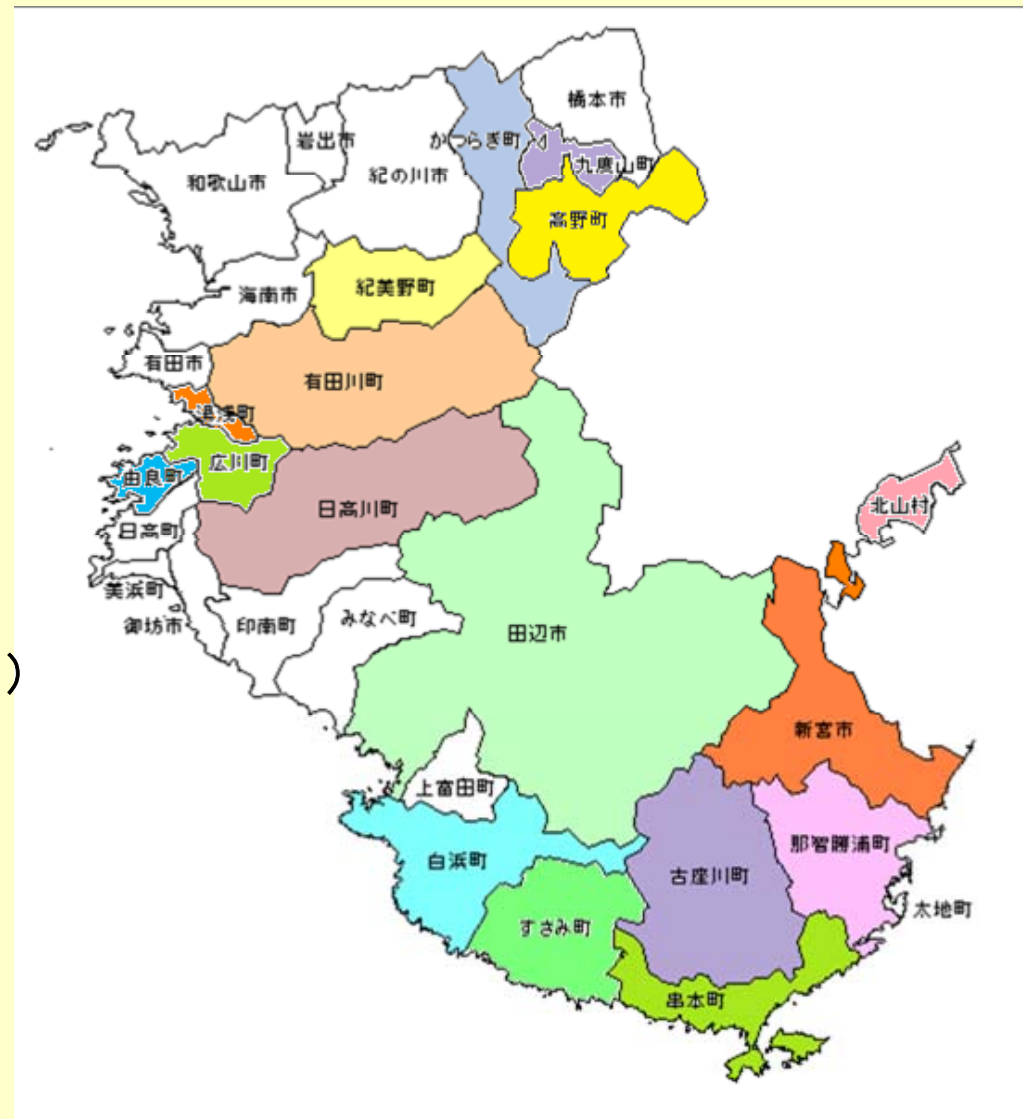 橋本市
岩出市
かつらぎ町
九度山町
和歌山市
紀の川市
高野町
海南市
紀美野町
有田市
有田川町
湯浅町
広川町
由良町
北山村
日高川町
日高町
美浜町
御坊市
印南町
みなべ町
田辺市
)
新宮市
上富田町
那智勝浦町
白浜町
古座川町
太地町
すさみ町
串本町